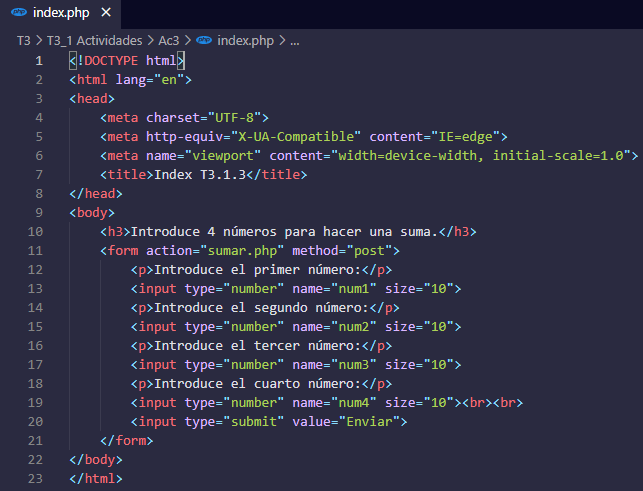 index.php ×
T3 > T3_1 Actividades > Ac3 > index.php > ...
1 <!DOCTYPE html>
2 <html lang="en">
3 <head>
4 <meta charset="UTF-8">
5 <meta http-equiv="X-UA-Compatible" content="IE=edge">
6 <meta name="viewport" content="width=device-width, initial-scale=1.0">
7 <title>Index T3.1.3</title>
8 </head>
9 <body>
10 <h3>Introduce 4 números para hacer una suma.</h3>
11 <form action="sumar.php" method="post">
12 <p>Introduce el primer número:</p>
13 <input type="number" name="num1" size="10">
14 <p>Introduce el segundo número:</p>
15 <input type="number" name="num2" size="10">
16 <p>Introduce el tercer número:</p>
17 <input type="number" name="num3" size="10">
18 <p>Introduce el cuarto número:</p>
19 <input type="number" name="num4" size="10"><br><br>
20 <input type="submit" value="Enviar">
21 </form>
22 </body>
23 </html>